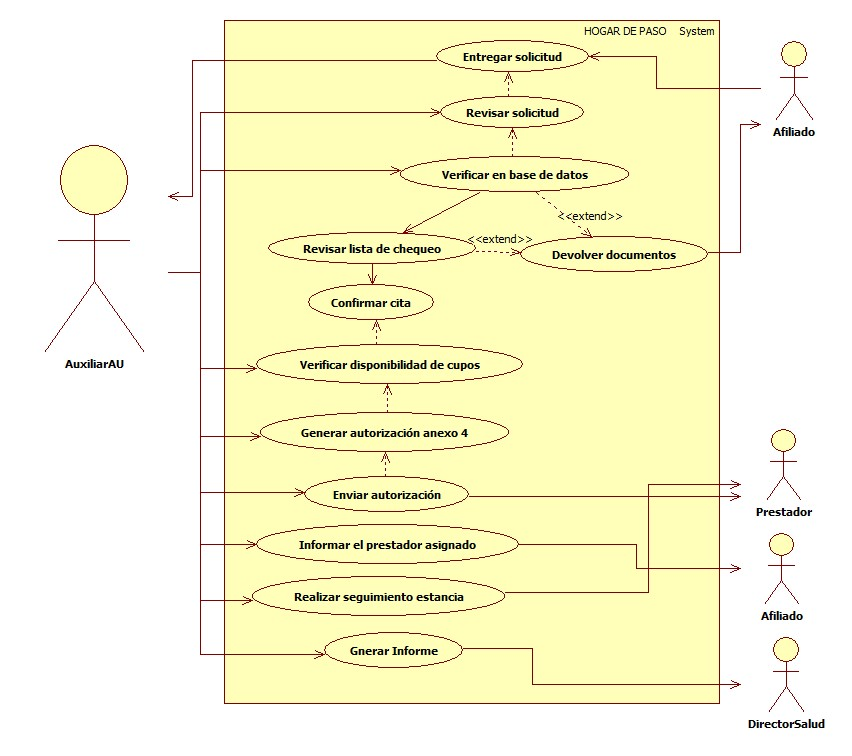 HOGAR DE PASO System
Entregar solicitud
Afiliado
Revisar solicitud
Verificar en base de datos
<<extend>>
Revisar lista de chequeo
<<extend>>
Devolver documentos
Confirmar cita
AuxiliarAU
Verificar disponibilidad de cupos
Generar autorización anexo 4
Enviar autorización
Prestador
Informar el prestador asignado
Realizar seguimiento estancia
Afiliado
Gnerar Informe
DirectorSalud